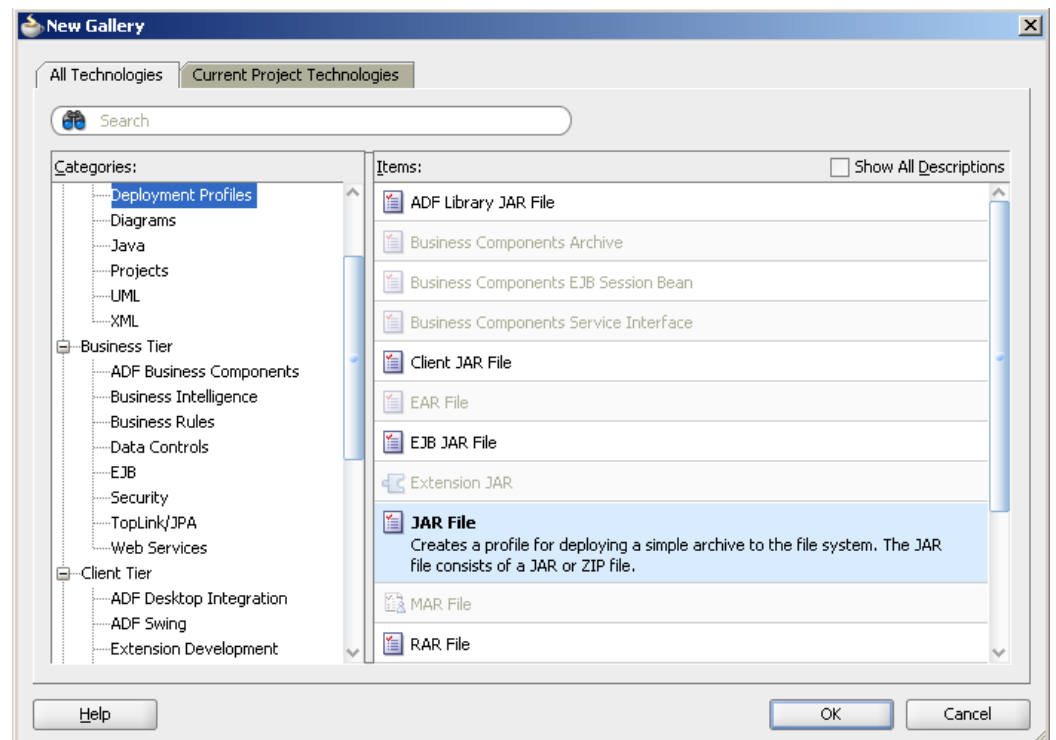 New Gallery
All Technologies
Current Project Technologies
Search
Categories:
Deployment Profiles
Diagrams
Java
Projects
UML
XML
Business Tier
ADF Business Components
Business Intelligence
Business Rules
Data Controls
EJB
Security
TopLink/JPA
Web Services
Client Tier
ADF Desktop Integration
ADF Swing
Extension Development
Items:
Show All Descriptions
ADF Library JAR File
Business Components Archive
Business Components EJB Session Bean
Business Components Service Interface
Client JAR File
EAR File
EJB JAR File
Extension JAR
JAR File
Creates a profile for deploying a simple archive to the file system. The JAR
file consists of a JAR or ZIP file.
MAR File
RAR File
Help
OK
Cancel